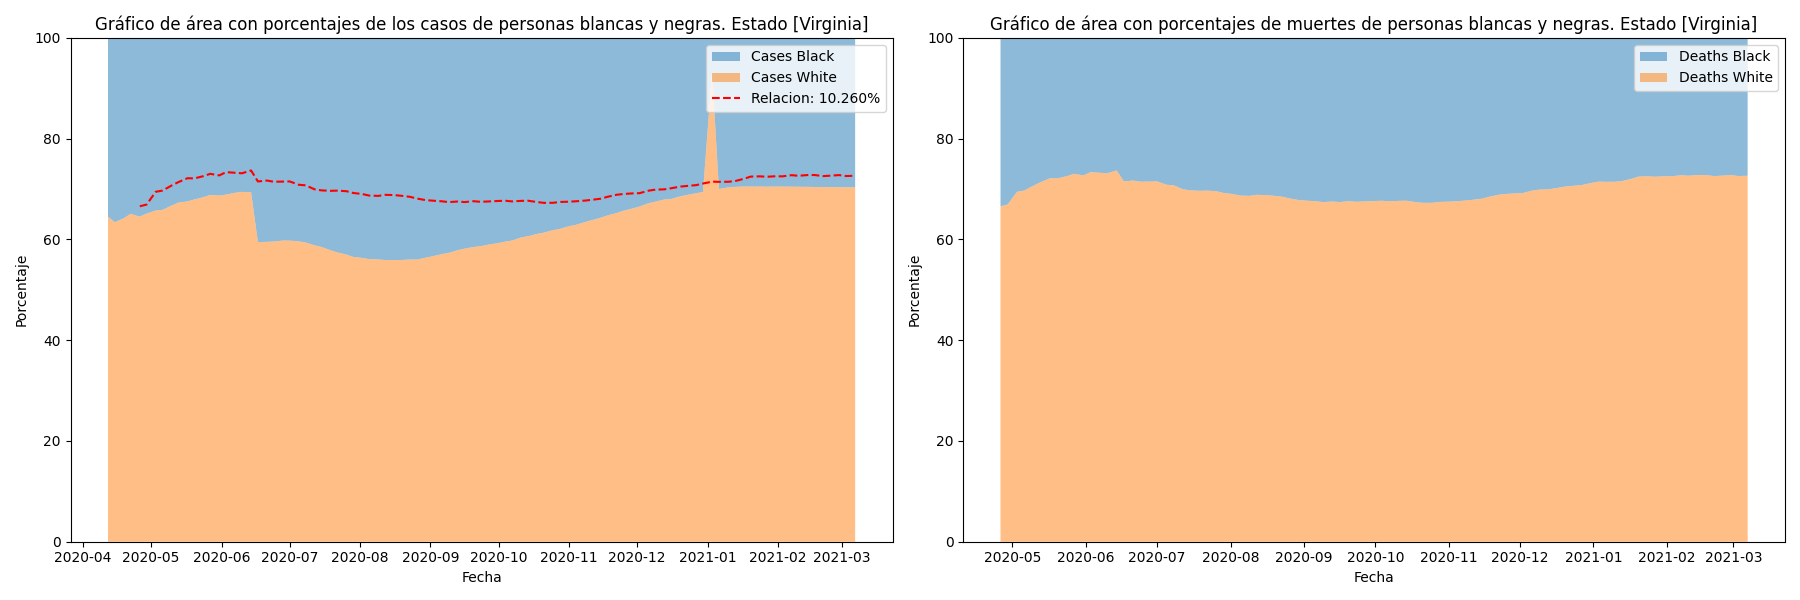 Gráfico de área con porcentajes de los casos de personas blancas y negras. Estado [Virginia]
100
80
60
40
20
0
Porcentaje
Cases Black
Cases White
Relacion: 10.260%
2020-04 2020-05 2020-06 2020-07 2020-08 2020-09 2020-10 2020-11 2020-12 2021-01 2021-02 2021-03
Fecha
Gráfico de área con porcentajes de muertes de personas blancas y negras. Estado [Virginia]
100
80
60
40
20
0
Porcentaje
Deaths Black
Deaths White
2020-05 2020-06 2020-07 2020-08 2020-09 2020-10 2020-11 2020-12 2021-01 2021-02 2021-03
Fecha